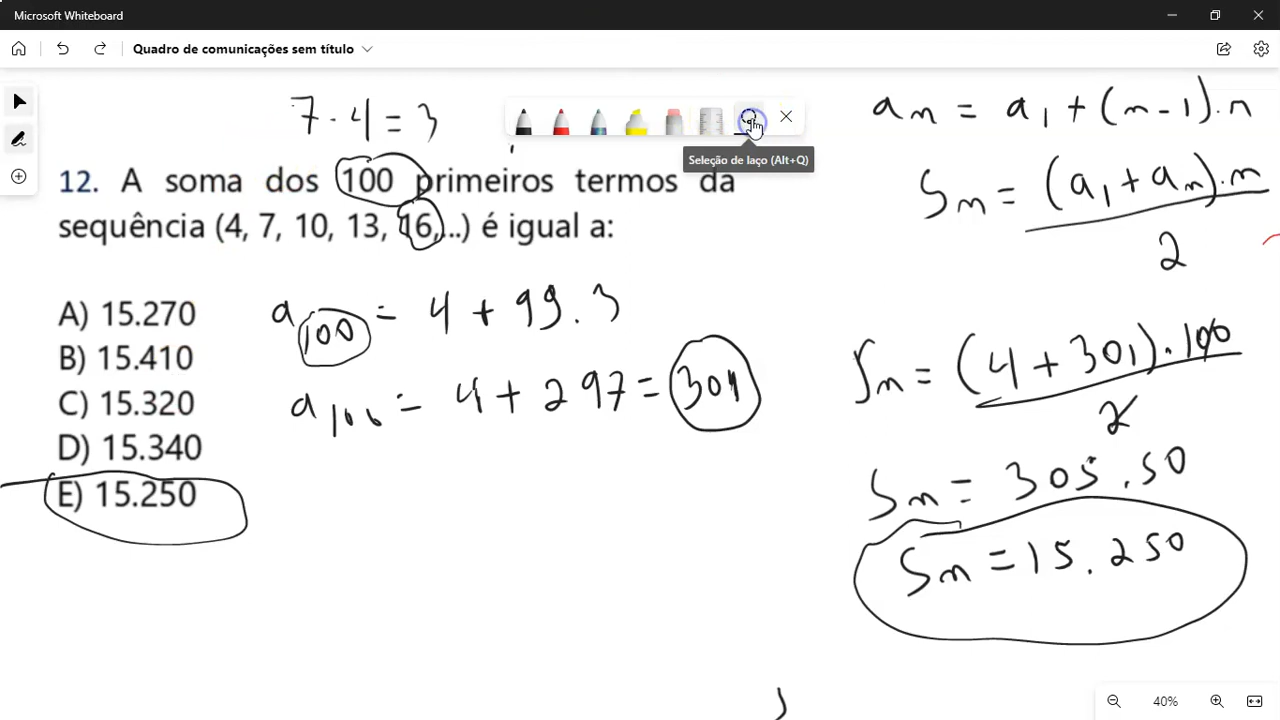 Microsoft Whiteboard
Quadro de comunicações sem título
7 - 4 = 3
Seleção de laço (Alt+Q)
12. A soma dos 100 primeiros termos da
sequência (4, 7, 10, 13, 16,...) é igual a:
A) 15.270
B) 15.410
C) 15.320
D) 15.340
E) 15.250
a100 = 4 + 99.3
a100 = 4 + 297 = 301
an = a1 + (n - 1).r
Sn = (a1 + an).n
2
Sn = (4 + 301).100
2
Sn = 305.50
Sn = 15.250
40%